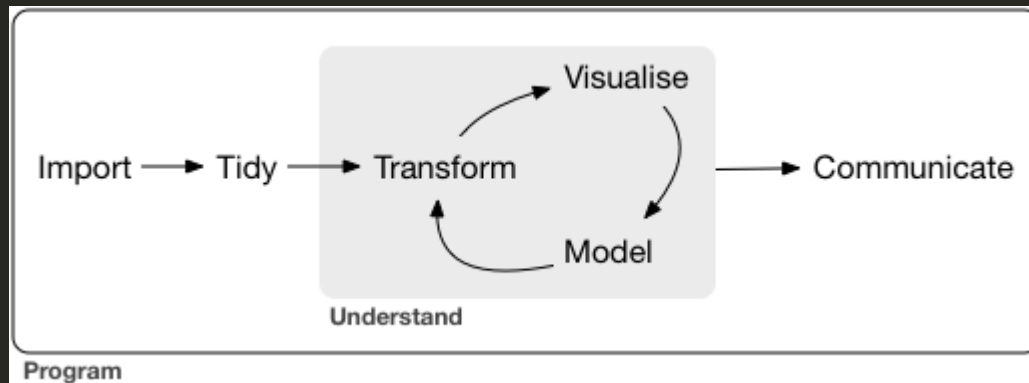 Visualise
Import
Tidy
Transform
Communicate
Model
Understand
Program